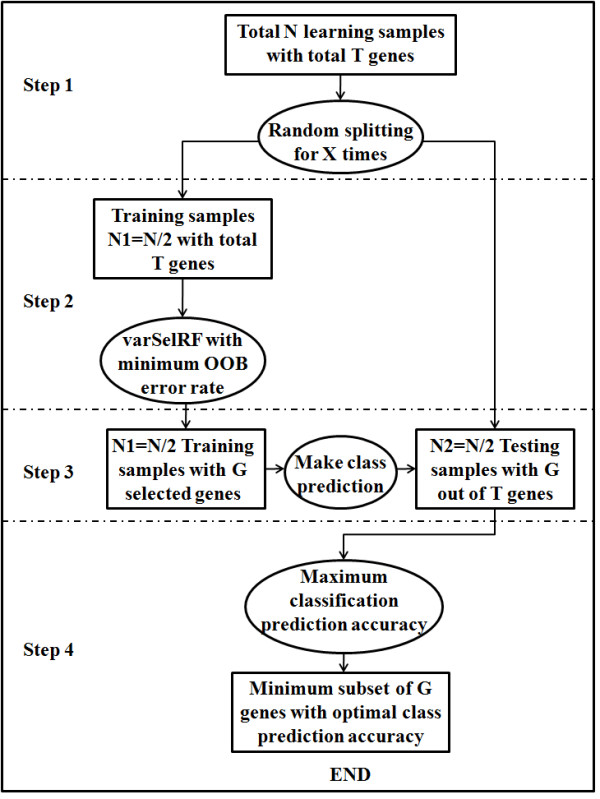 Total N learning samples
with total T genes
Step 1
Random splitting
for X times
Training samples
N1=N/2 with total
T genes
Step 2
varSelRF with
minimum OOB
error rate
N1=N/2 Training
samples with G
selected genes
Make class
prediction
N2=N/2 Testing
samples with G
out of T genes
Step 3
Maximum
classification
prediction accuracy
Step 4
Minimum subset of G
genes with optimal class
prediction accuracy
END